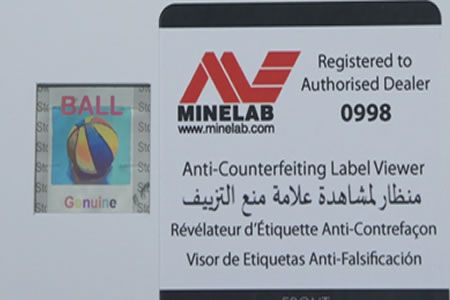 BALL
Genuine
MINELAB
www.minelab.com
Registered to
Authorised Dealer
0998
Anti-Counterfeiting Label Viewer
منظار لمشاهدة علامة منع التزييف
Révélateur d'Étiquette Anti-Contrefaçon
Visor de Etiquetas Anti-Falsificación